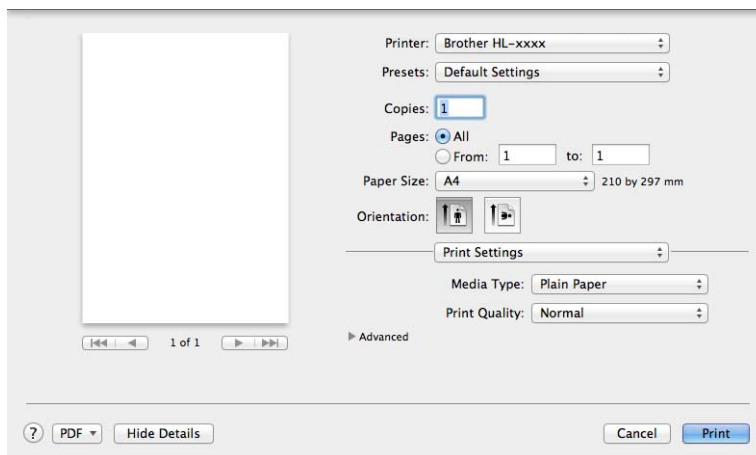 Printer: Brother HL-xxxx
Presets: Default Settings
Copies: 1
Pages: All
From: 1 to: 1
Paper Size: A4 210 by 297 mm
Orientation:
Print Settings
Media Type: Plain Paper
Print Quality: Normal
Advanced
1 of 1
? PDF Hide Details Cancel Print